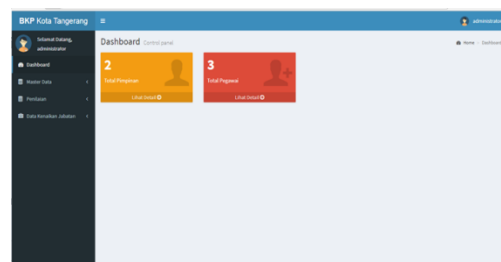 BKP Kota Tangerang
administrator
Selamat Datang,
administrator
Dashboard Control panel
Home Dashboard
Dashboard
Master Data
Penilaian
Data Kenaikan Jabatan
2
Total Pimpinan
Lihat Detail
3
Total Pegawai
Lihat Detail